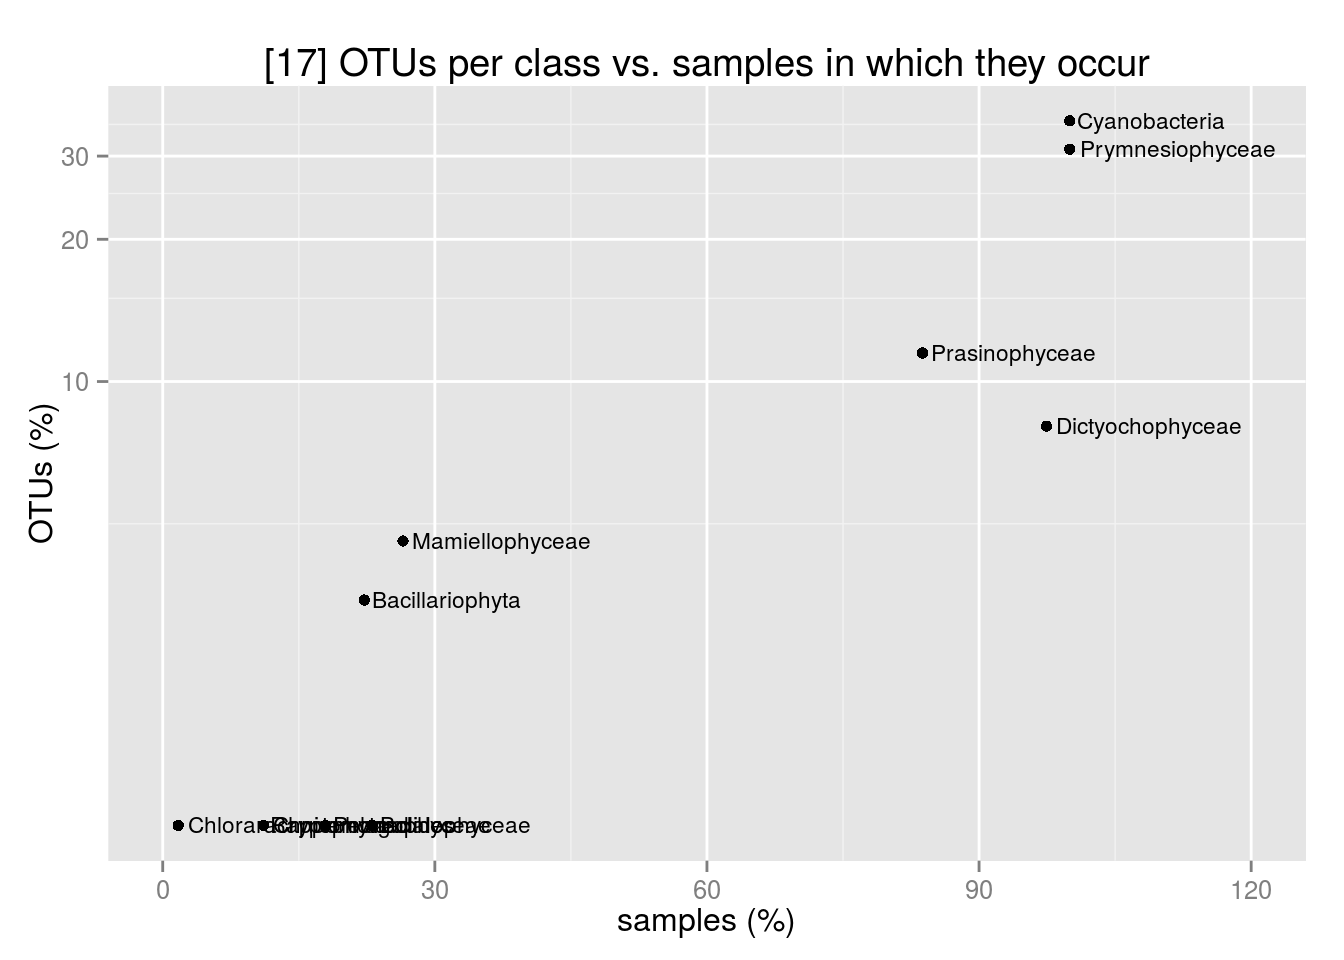 [17] OTUs per class vs. samples in which they occur
Cyanobacteria
Prymnesiophyceae
30
20
Prasinophyceae
10
Dictyochophyceae
OTUs (%)
Mamiellophyceae
Bacillariophyta
0
30
60
90
120
samples (%)